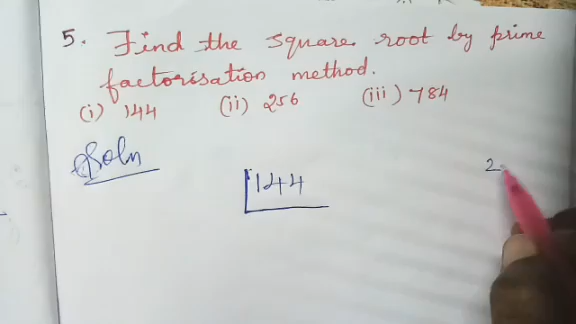 5. Find the square root by prime
factorisation method.
(i) 144 (ii) 256 (iii) 784
Soln
144
2